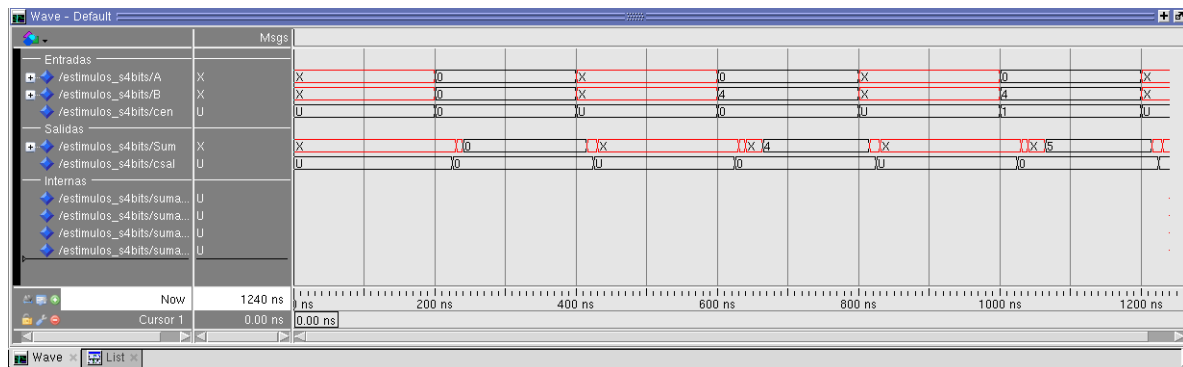 Wave - Default
Msgs
Entradas
/estimulos_s4bits/A X X 0 X 0 X 0 X
/estimulos_s4bits/B X X 0 X 4 X 4 X
/estimulos_s4bits/cen U U 0 U 0 U 1 U
Salidas
/estimulos_s4bits/Sum X X 0 X X 4 X X 5
/estimulos_s4bits/csal U U 0 U 0 U 0
Internas
/estimulos_s4bits/suma... U
/estimulos_s4bits/suma... U
/estimulos_s4bits/suma... U
/estimulos_s4bits/suma... U
Now 1240 ns ns 200 ns 400 ns 600 ns 800 ns 1000 ns 1200 ns
Cursor 1 0.00 ns 0.00 ns
Wave List